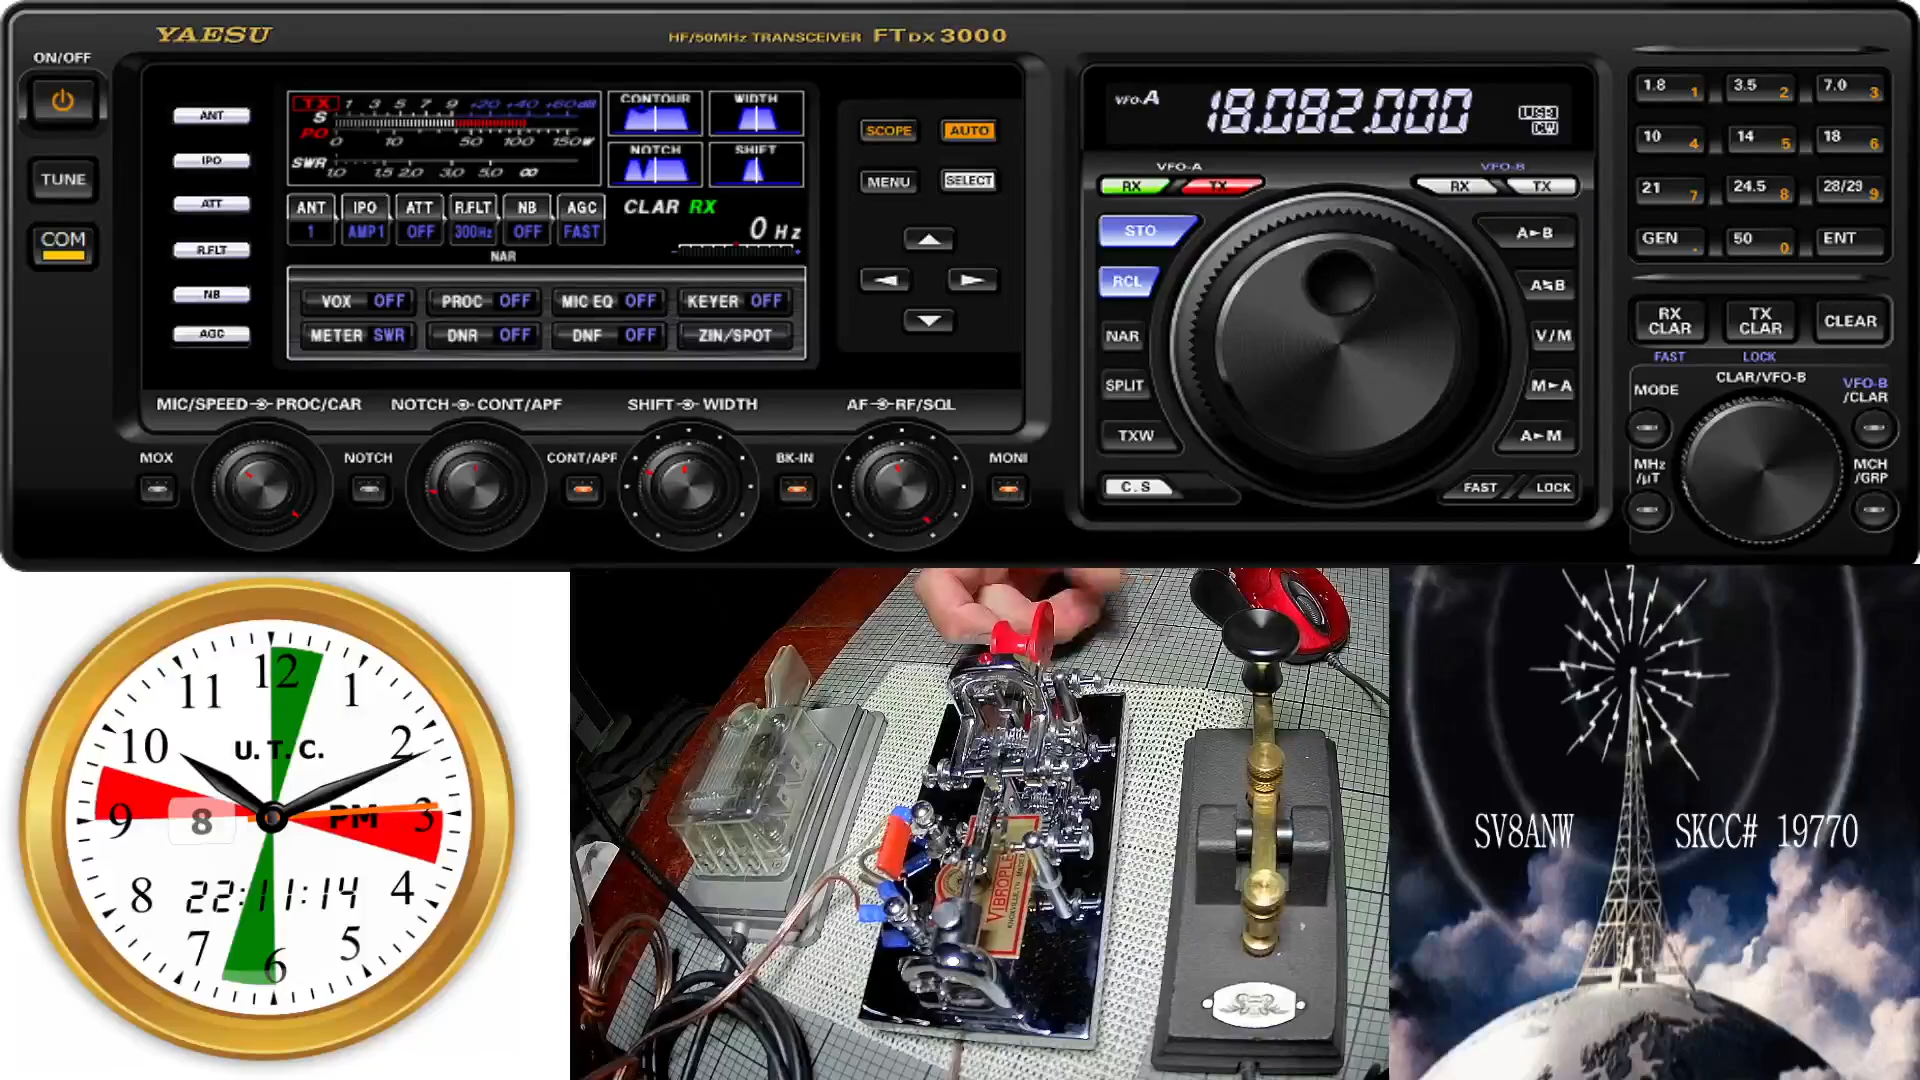 YAESU
HF/50MHz TRANSCEIVER FTDX3000
ON/OFF
TUNE
COM
ANT
IPO
ATT
R.FLT
NB
AGC
TX 1 3 5 7 9 +20 +40 +60dB
S
PO
0 10 50 100 150W
SWR
1.0 1.5 2.0 3.0 5.0 ∞
CONTOUR WIDTH
NOTCH SHIFT
ANT IPO ATT R.FLT NB AGC
1 AMP1 OFF 300Hz OFF FAST
NAR
CLAR RX
0 Hz
VOX OFF PROC OFF MIC EQ OFF KEYER OFF
METER SWR DNR OFF DNF OFF ZIN/SPOT
SCOPE AUTO
MENU SELECT
MIC/SPEED PROC/CAR NOTCH CONT/APF SHIFT WIDTH AF RF/SQL
MOX NOTCH CONT/APF BK-IN MONI
VFO-A 18.082.000 USB
CW
VFO-A VFO-B
RX TX RX TX
STO A►B
RCL
NAR V/M
SPLIT M►A
TXW A►M
C.S FAST LOCK
1.8 1 3.5 2 7.0 3
10 4 14 5 18 6
21 7 24.5 8 28/29 9
GEN . 50 0 ENT
RX CLAR TX CLAR CLEAR
FAST LOCK
MODE CLAR/VFO-B VFO-B
/CLAR
MHz
/μT
MCH
/GRP
12
11 1
10 2
U.T.C.
9 8 PM 3
8 22:11:14 4
7 5
6
VIBROPLEX
SV8ANW SKCC# 19770